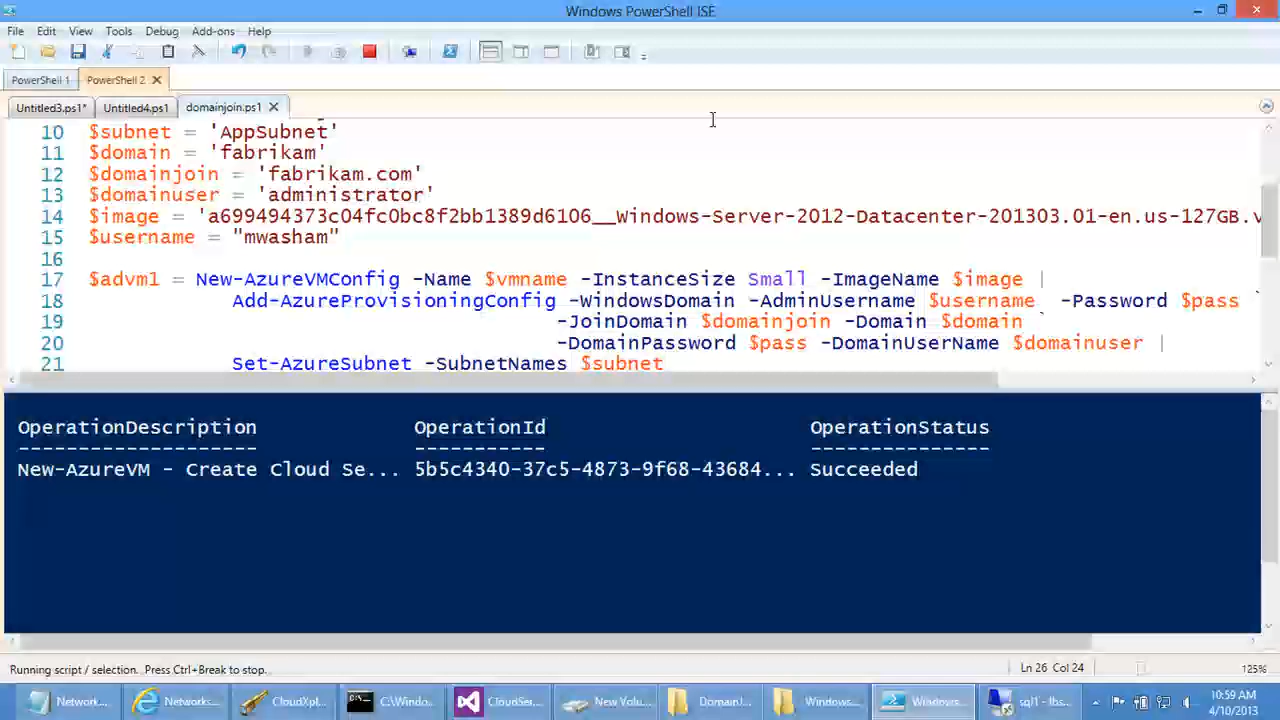 Windows PowerShell ISE
File Edit View Tools Debug Add-ons Help
PowerShell 1 PowerShell 2
Untitled3.ps1* Untitled4.ps1 domainjoin.ps1
10 $subnet = 'AppSubnet'
11 $domain = 'fabrikam'
12 $domainjoin = 'fabrikam.com'
13 $domainuser = 'administrator'
14 $image = 'a699494373c04fc0bc8f2bb1389d6106__Windows-Server-2012-Datacenter-201303.01-en.us-127GB.v
15 $username = "mwasham"
16
17 $advm1 = New-AzureVMConfig -Name $vmname -InstanceSize Small -ImageName $image |
18 Add-AzureProvisioningConfig -WindowsDomain -AdminUsername $username -Password $pass `
19 -JoinDomain $domainjoin -Domain $domain `
20 -DomainPassword $pass -DomainUserName $domainuser |
21 Set-AzureSubnet -SubnetNames $subnet
OperationDescription OperationId OperationStatus
-------------------- ----------- ---------------
New-AzureVM - Create Cloud Se... 5b5c4340-37c5-4873-9f68-43684... Succeeded
Running script / selection. Press Ctrl+Break to stop. Ln 26 Col 24 125%
Network... Networks... CloudXpl... C:\Windo... CloudSer... New Volu... DomainJ... Windows... Windows... sql1 - lbs... 10:59 AM
4/10/2013